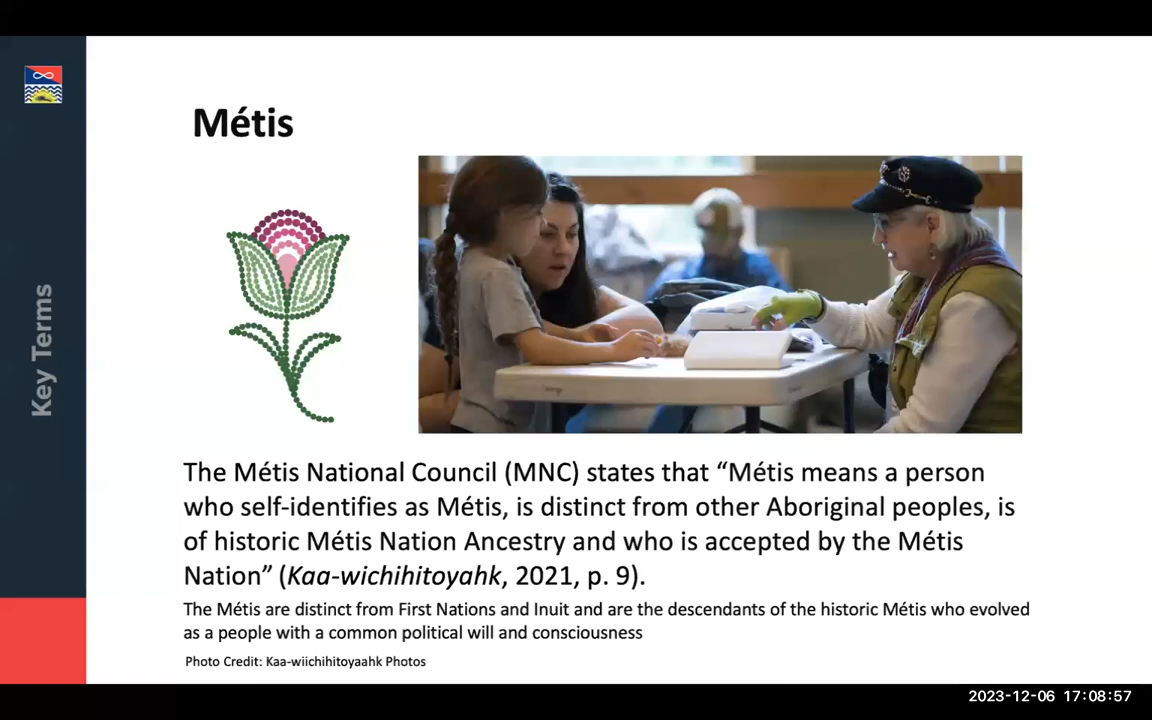 Key Terms
Métis
The Métis National Council (MNC) states that “Métis means a person
who self-identifies as Métis, is distinct from other Aboriginal peoples, is
of historic Métis Nation Ancestry and who is accepted by the Métis
Nation” (Kaa-wichihitoyahk, 2021, p. 9).
The Métis are distinct from First Nations and Inuit and are the descendants of the historic Métis who evolved
as a people with a common political will and consciousness
Photo Credit: Kaa-wiichihitoyaahk Photos
2023-12-06 17:08:57